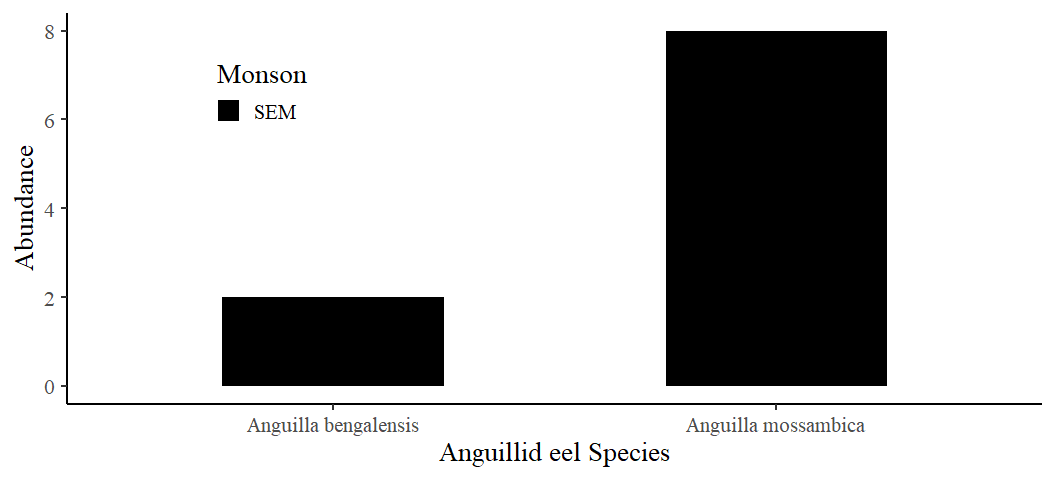 8
Monson
SEM
6
Abundance
4
2
0
Anguilla bengalensis
Anguilla mossambica
Anguillid eel Species